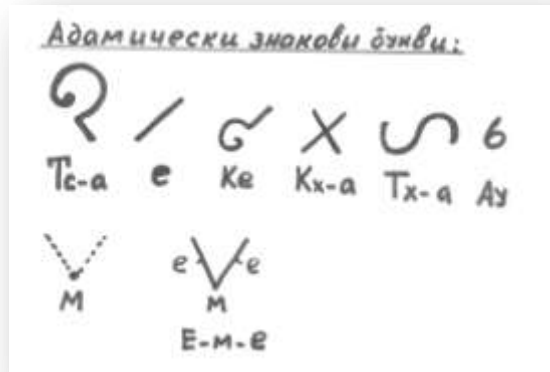 Адамически знакови букви:
Тс-а е Ке Кх-а Тх-а Ау
М е м е
Е-м-е